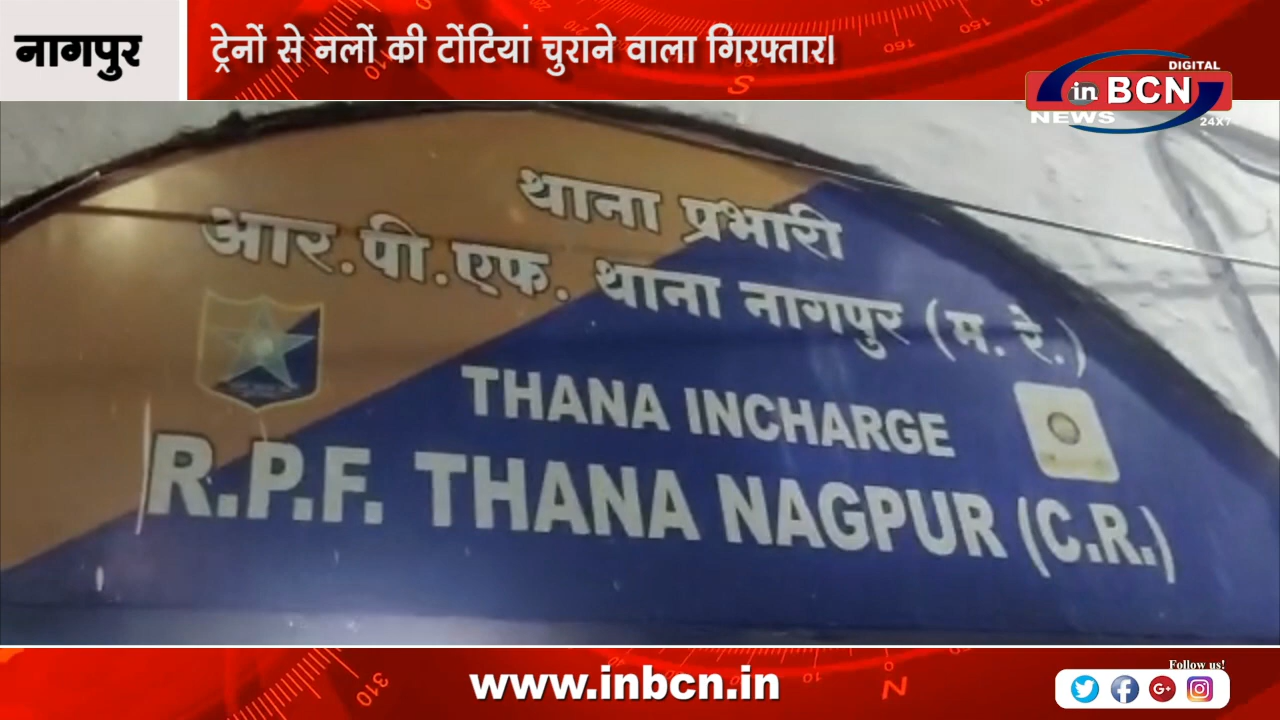 नागपुर
ट्रेनों से नलों की टोंटियां चुराने वाला गिरफ्तार।
DIGITAL
in BCN
NEWS 24X7
थाना प्रभारी
आर.पी.एफ. थाना नागपुर (म. रे.)
THANA INCHARGE
R.P.F. THANA NAGPUR (C.R.)
www.inbcn.in
Follow us!